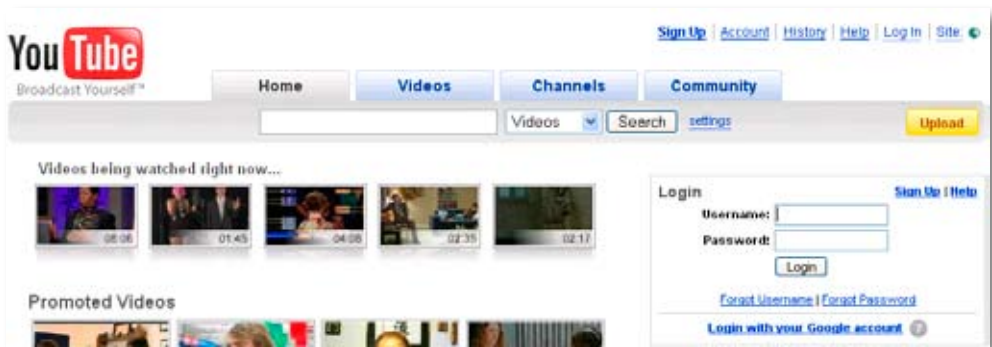 Sign Up | Account | History | Help | Log In | Site:
You Tube
Broadcast Yourself™
Home Videos Channels Community
Videos Search settings Upload
Videos being watched right now...
08:06 01:45 04:08 02:35 02:17
Login Sign Up | Help
Username:
Password:
Login
Forgot Username | Forgot Password
Login with your Google account ?
Promoted Videos